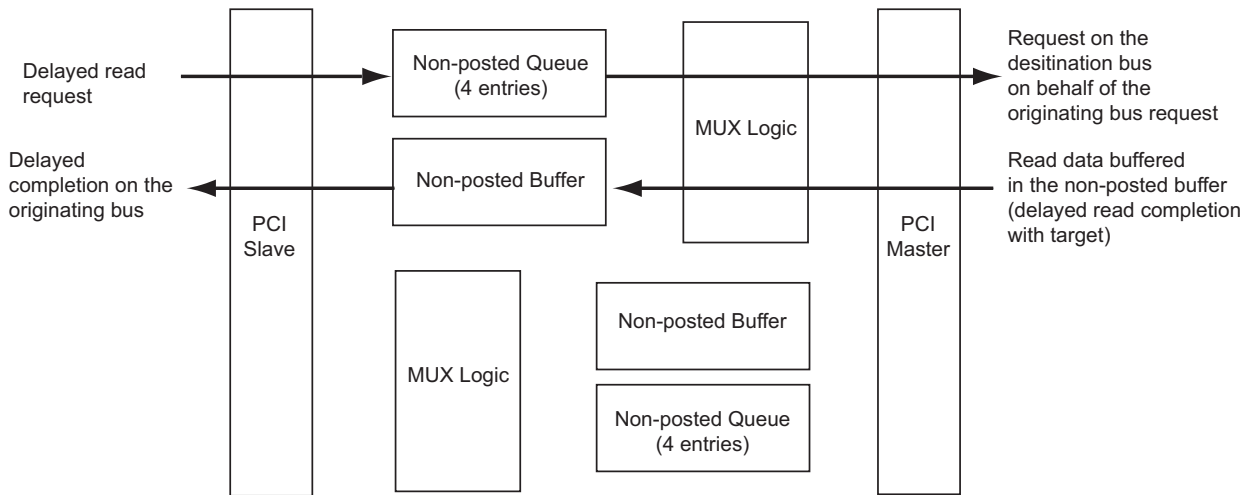 Delayed read
request
Non-posted Queue
(4 entries)
MUX Logic
Request on the
desitination bus
on behalf of the
originating bus request
Delayed
completion on the
originating bus
PCI
Slave
Non-posted Buffer
PCI
Master
Read data buffered
in the non-posted buffer
(delayed read completion
with target)
MUX Logic
Non-posted Buffer
Non-posted Queue
(4 entries)